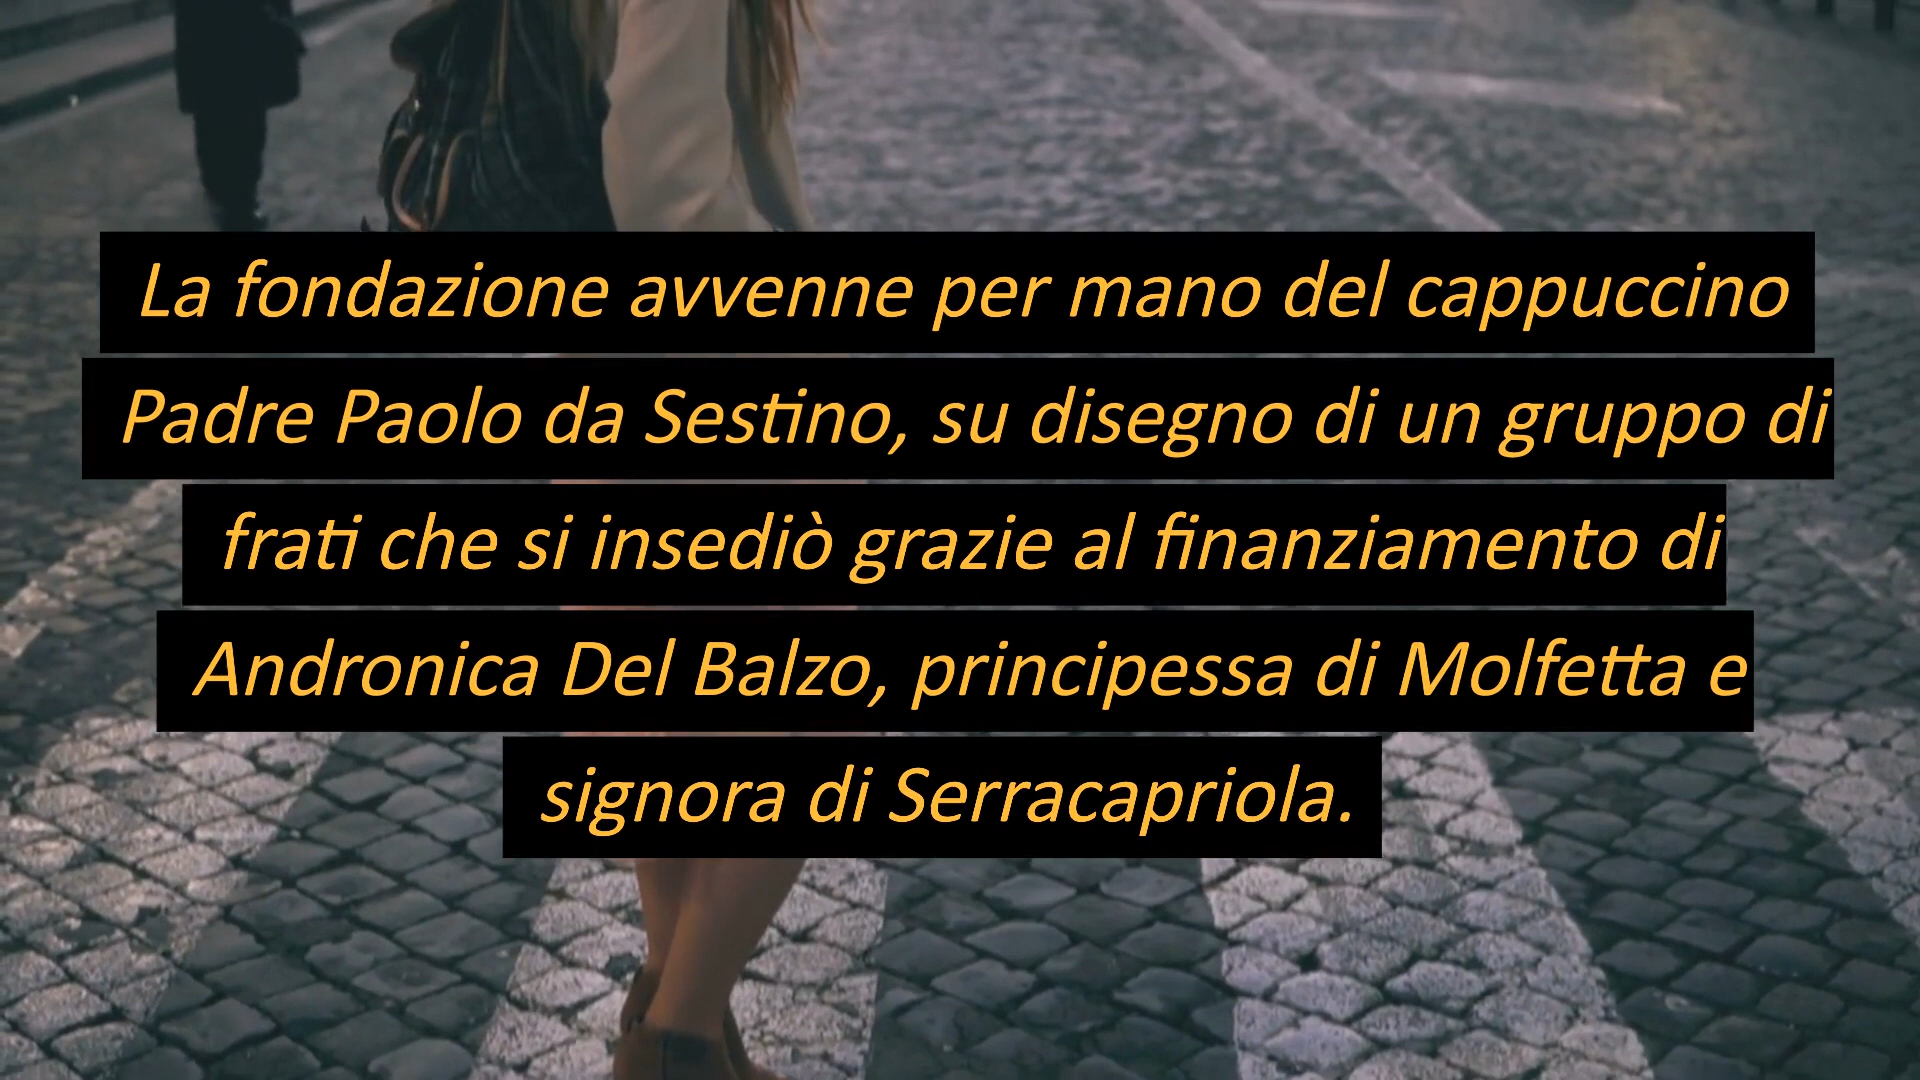 La fondazione avvenne per mano del cappuccino
Padre Paolo da Sestino, su disegno di un gruppo di
frati che si insediò grazie al finanziamento di
Andronica Del Balzo, principessa di Molfetta e
signora di Serracapriola.